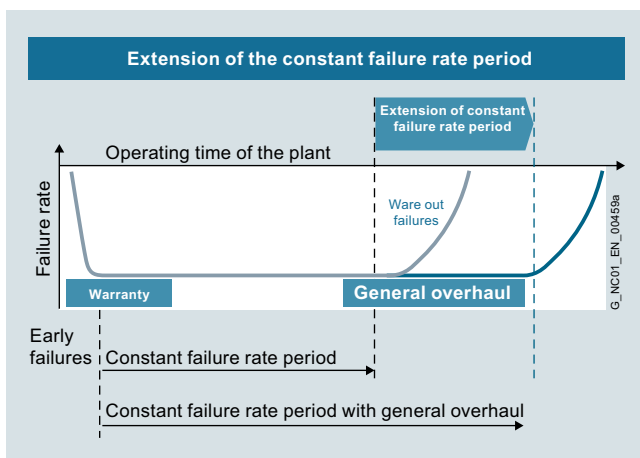 Extension of the constant failure rate period
Extension of constant
failure rate period
Operating time of the plant
Failure rate
Ware out
failures
G_NC01_EN_00459a
Warranty
General overhaul
Early
failures
Constant failure rate period
Constant failure rate period with general overhaul